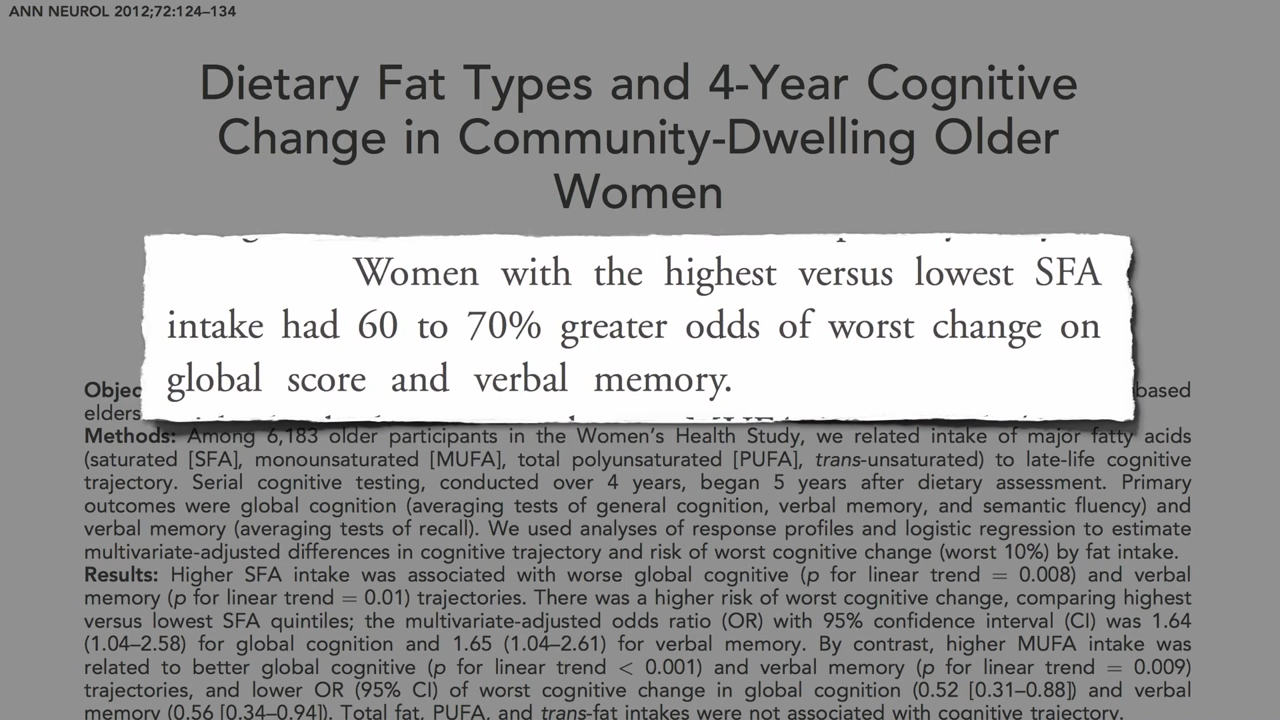 ANN NEUROL 2012;72:124–134
Dietary Fat Types and 4-Year Cognitive
Change in Community-Dwelling Older
Women
Women with the highest versus lowest SFA
intake had 60 to 70% greater odds of worst change on
global score and verbal memory.
based
elders
Methods: Among 6,183 older participants in the Women's Health Study, we related intake of major fatty acids
(saturated [SFA], monounsaturated [MUFA], total polyunsaturated [PUFA], trans-unsaturated) to late-life cognitive
trajectory. Serial cognitive testing, conducted over 4 years, began 5 years after dietary assessment. Primary
outcomes were global cognition (averaging tests of general cognition, verbal memory, and semantic fluency) and
verbal memory (averaging tests of recall). We used analyses of response profiles and logistic regression to estimate
multivariate-adjusted differences in cognitive trajectory and risk of worst cognitive change (worst 10%) by fat intake.
Results: Higher SFA intake was associated with worse global cognitive (p for linear trend = 0.008) and verbal
memory (p for linear trend = 0.01) trajectories. There was a higher risk of worst cognitive change, comparing highest
versus lowest SFA quintiles; the multivariate-adjusted odds ratio (OR) with 95% confidence interval (CI) was 1.64
(1.04–2.58) for global cognition and 1.65 (1.04–2.61) for verbal memory. By contrast, higher MUFA intake was
related to better global cognitive (p for linear trend < 0.001) and verbal memory (p for linear trend = 0.009)
trajectories, and lower OR (95% CI) of worst cognitive change in global cognition (0.52 [0.31–0.88]) and verbal
memory (0.56 [0.34–0.94]). Total fat, PUFA, and trans-fat intakes were not associated with cognitive trajectory.